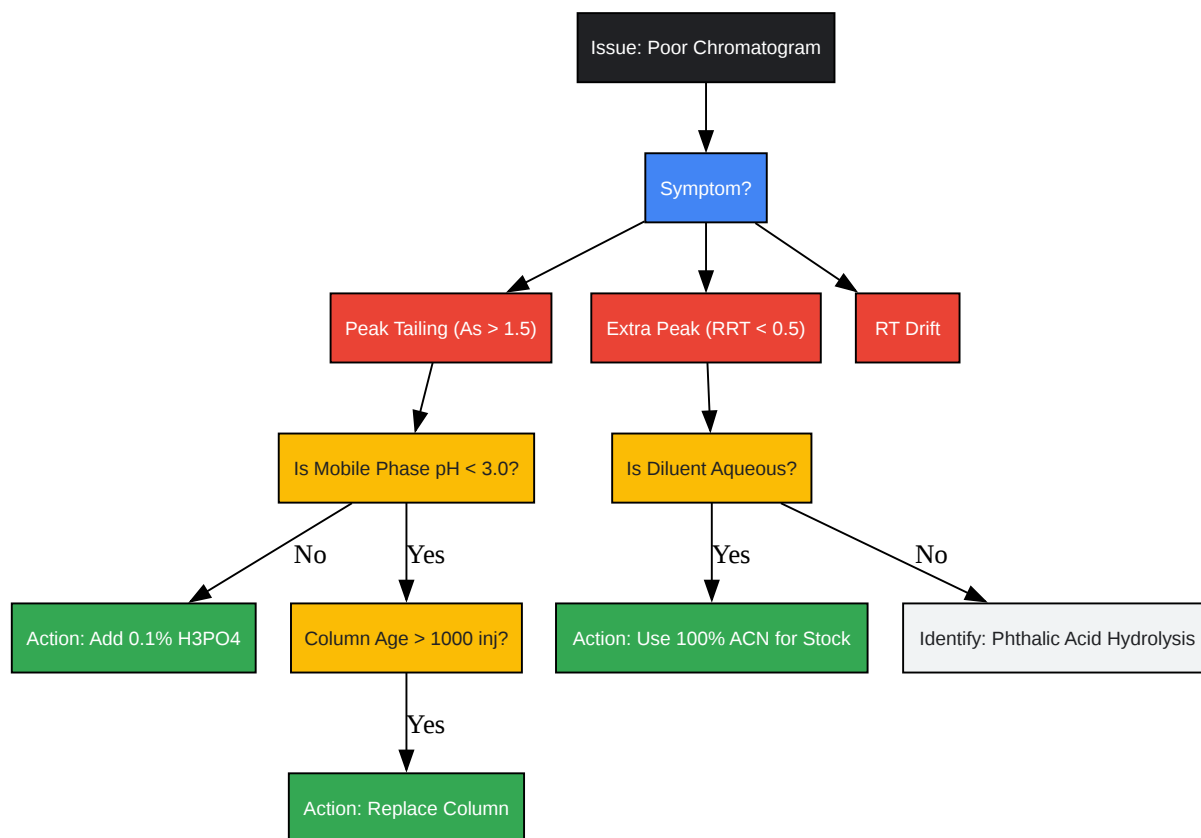 Issue: Poor Chromatogram
Symptom?
Peak Tailing (As > 1.5)
Extra Peak (RRT < 0.5)
RT Drift
Is Mobile Phase pH < 3.0?
Is Diluent Aqueous?
No
Yes
Yes
No
Action: Add 0.1% H3PO4
Column Age > 1000 inj?
Action: Use 100% ACN for Stock
Identify: Phthalic Acid Hydrolysis
Yes
Action: Replace Column